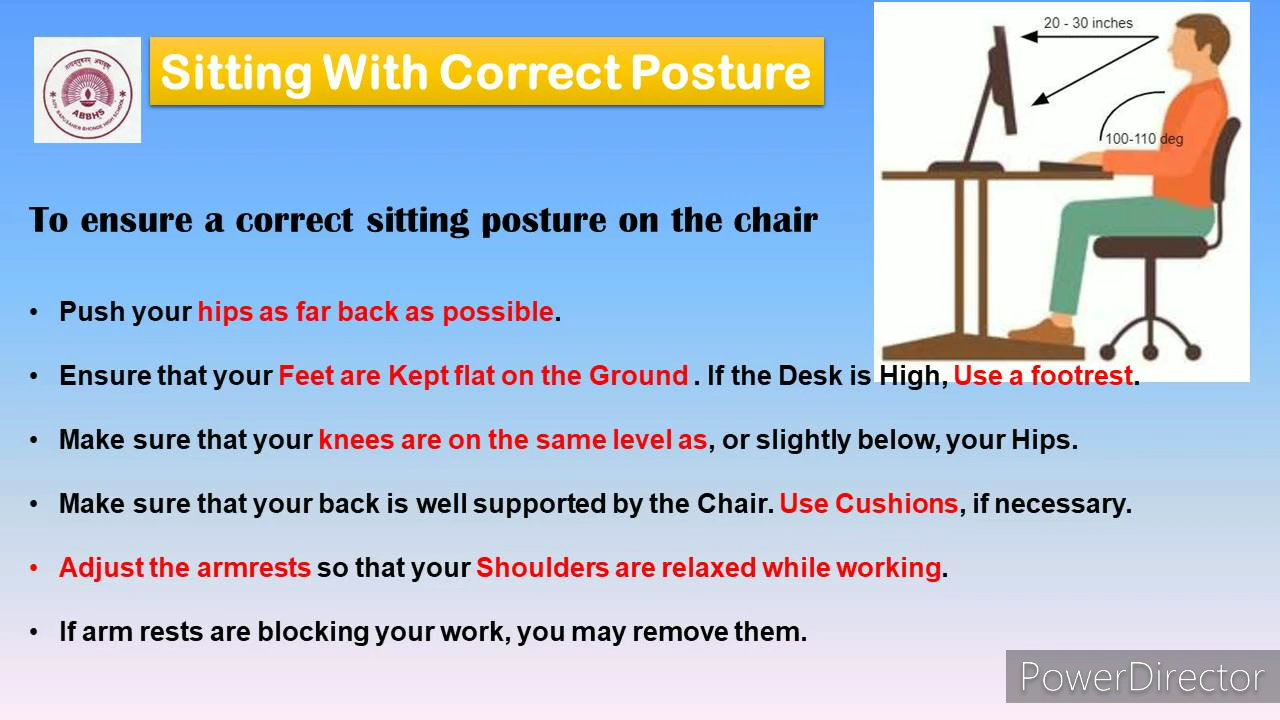 Sitting With Correct Posture
ABBHS
20 - 30 inches
100-110 deg
To ensure a correct sitting posture on the chair
• Push your hips as far back as possible.
• Ensure that your Feet are Kept flat on the Ground . If the Desk is High, Use a footrest.
• Make sure that your knees are on the same level as, or slightly below, your Hips.
• Make sure that your back is well supported by the Chair. Use Cushions, if necessary.
• Adjust the armrests so that your Shoulders are relaxed while working.
• If arm rests are blocking your work, you may remove them.
PowerDirector